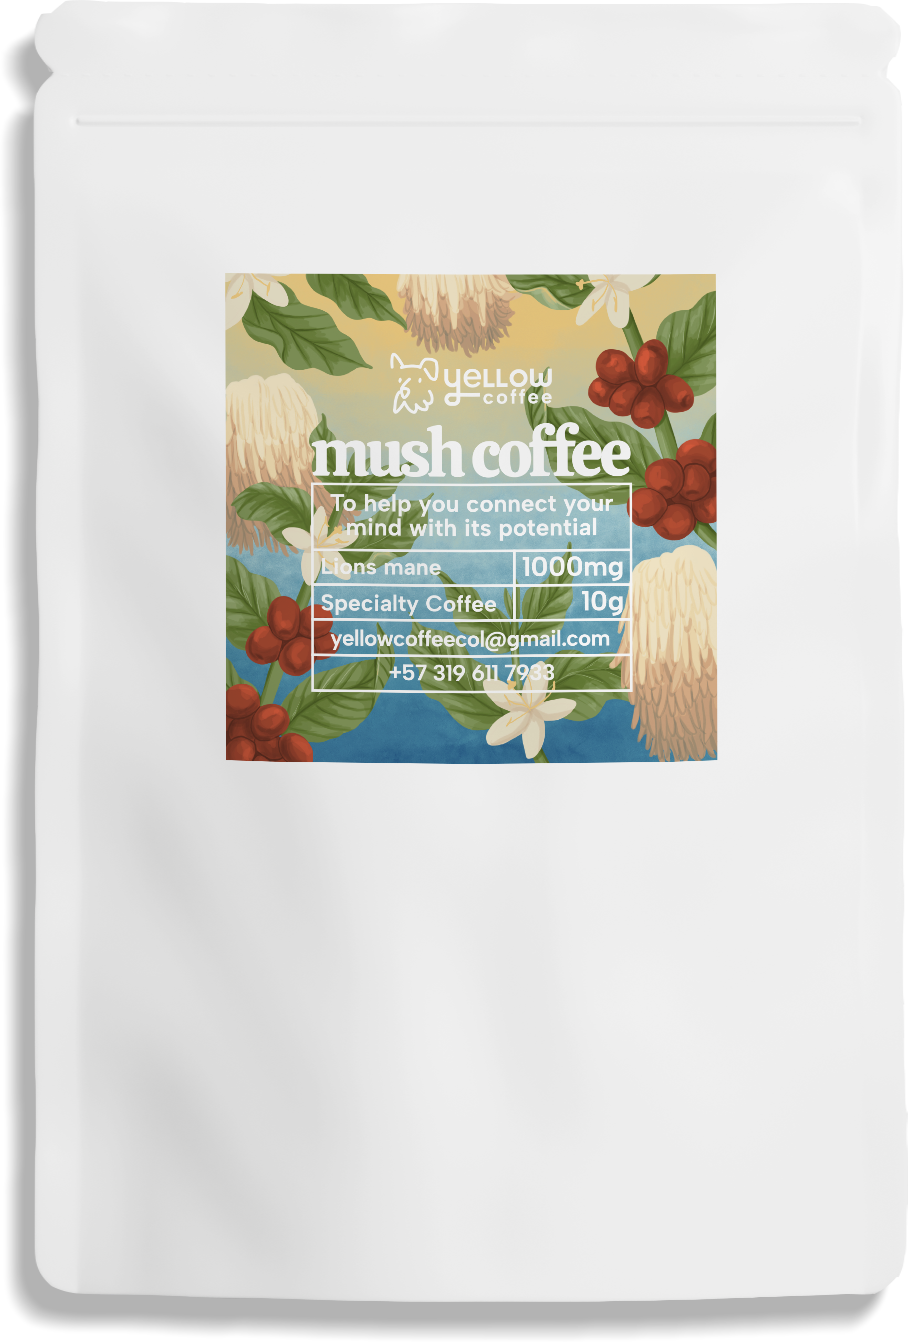 yellow
coffee
mush coffee
To help you connect your
mind with its potential
Lions mane 1000mg
Specialty Coffee 10g
yellowcoffeecol@gmail.com
+57 319 611 7933